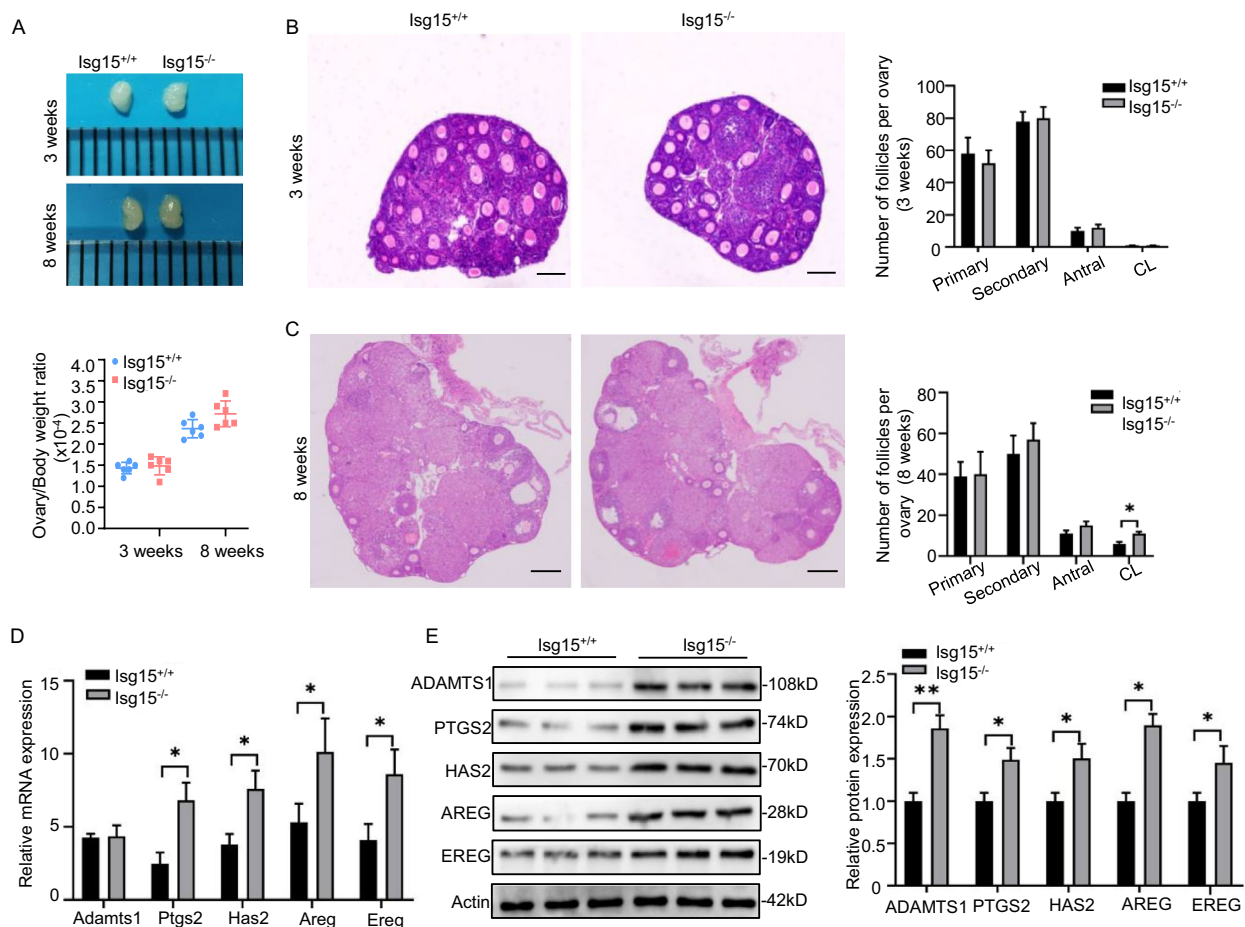 A
Isg15+/+ Isg15-/-
3 weeks
8 weeks
Ovary/Body weight ratio
(x10-4)
4.0
3.5
3.0
2.5
2.0
1.5
1.0
0.5
0.0
Isg15+/+
Isg15-/-
3 weeks 8 weeks
B
Isg15+/+ Isg15-/-
3 weeks
Number of follicles per ovary
(3 weeks)
100
80
60
40
20
0
Isg15+/+
Isg15-/-
Primary Secondary Antral CL
C
8 weeks
Number of follicles per
ovary (8 weeks)
80
60
40
20
0
Isg15+/+
Isg15-/-
*
Primary Secondary Antral CL
D
Relative mRNA expression
15
10
5
0
Isg15+/+
Isg15-/-
* * * *
Adamts1 Ptgs2 Has2 Areg Ereg
E
Isg15+/+ Isg15-/-
ADAMTS1 -108kD
PTGS2 -74kD
HAS2 -70kD
AREG -28kD
EREG -19kD
Actin -42kD
Relative protein expression
2.5
2.0
1.5
1.0
0.5
0.0
Isg15+/+
Isg15-/-
** * * * *
ADAMTS1 PTGS2 HAS2 AREG EREG